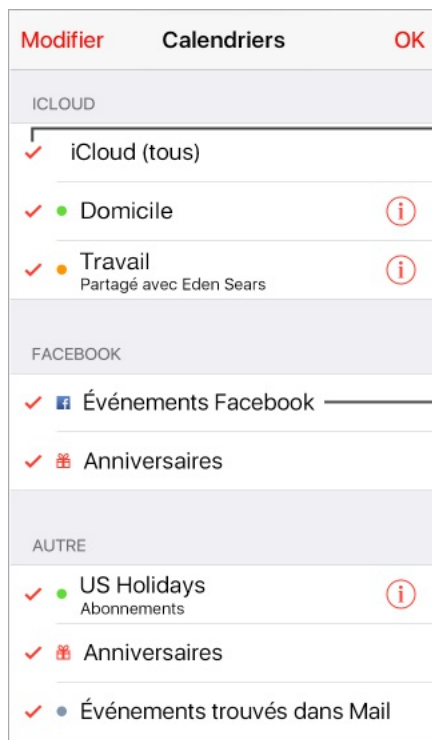 Modifier Calendriers OK
ICLOUD
iCloud (tous)
Domicile
Travail
Partagé avec Eden Sears
FACEBOOK
Événements Facebook
Anniversaires
AUTRE
US Holidays
Abonnements
Anniversaires
Événements trouvés dans Mail